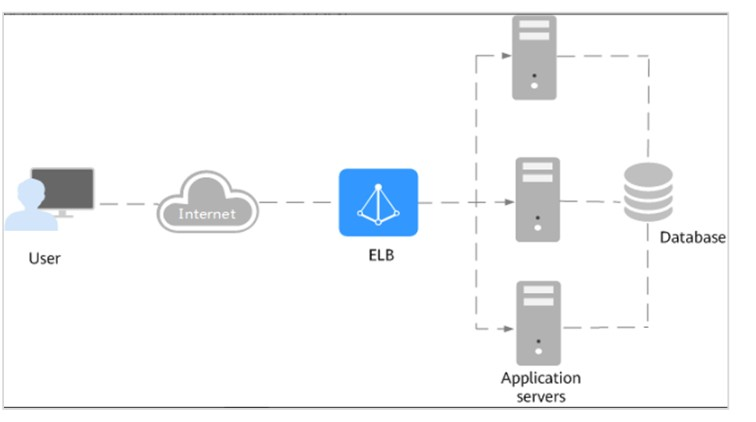 User
Internet
ELB
Database
Application
servers